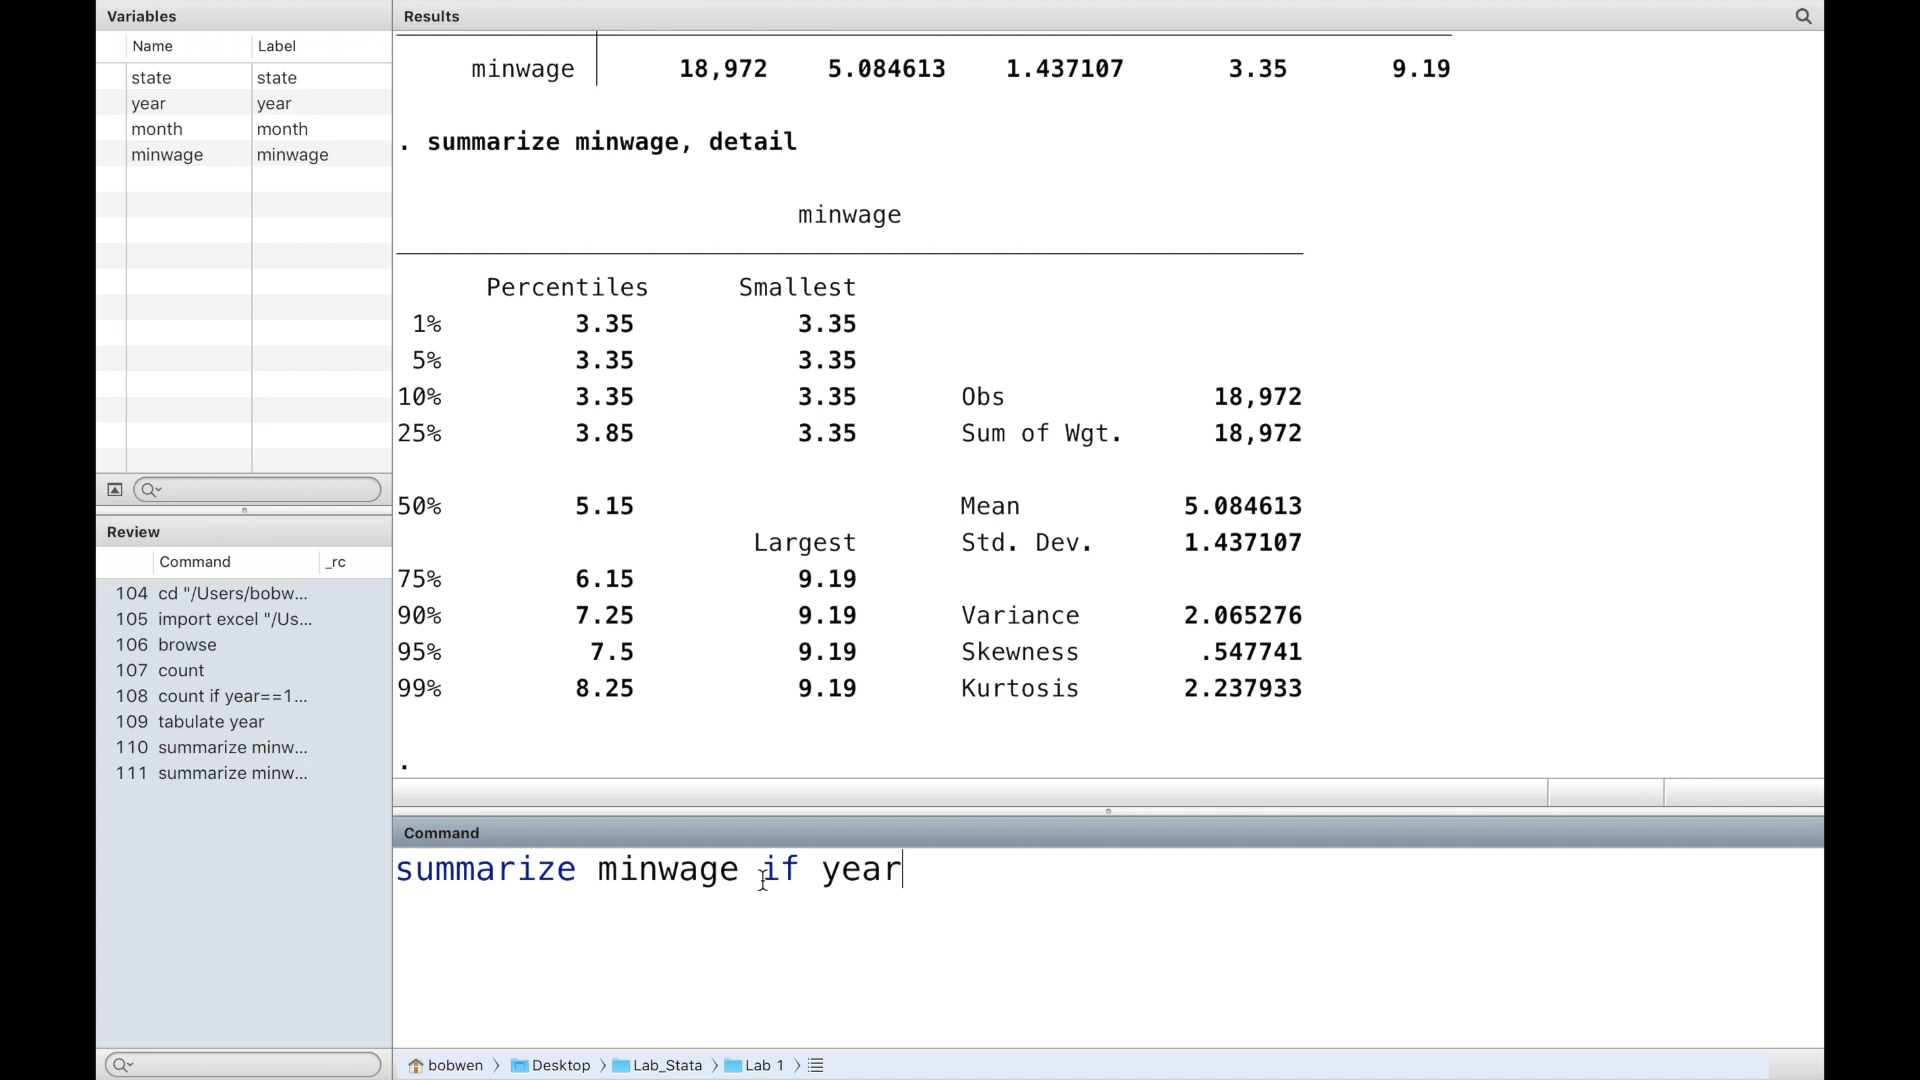 Variables
Name Label
state state
year year
month month
minwage minwage
Review
Command _rc
104 cd "/Users/bobw...
105 import excel "/Us...
106 browse
107 count
108 count if year==1...
109 tabulate year
110 summarize minw...
111 summarize minw...
Results
minwage 18,972 5.084613 1.437107 3.35 9.19
. summarize minwage, detail
minwage
Percentiles Smallest
1% 3.35 3.35
5% 3.35 3.35
10% 3.35 3.35 Obs 18,972
25% 3.85 3.35 Sum of Wgt. 18,972
50% 5.15 Mean 5.084613
Largest Std. Dev. 1.437107
75% 6.15 9.19
90% 7.25 9.19 Variance 2.065276
95% 7.5 9.19 Skewness .547741
99% 8.25 9.19 Kurtosis 2.237933
.
Command
summarize minwage if year
bobwen Desktop Lab_Stata Lab 1